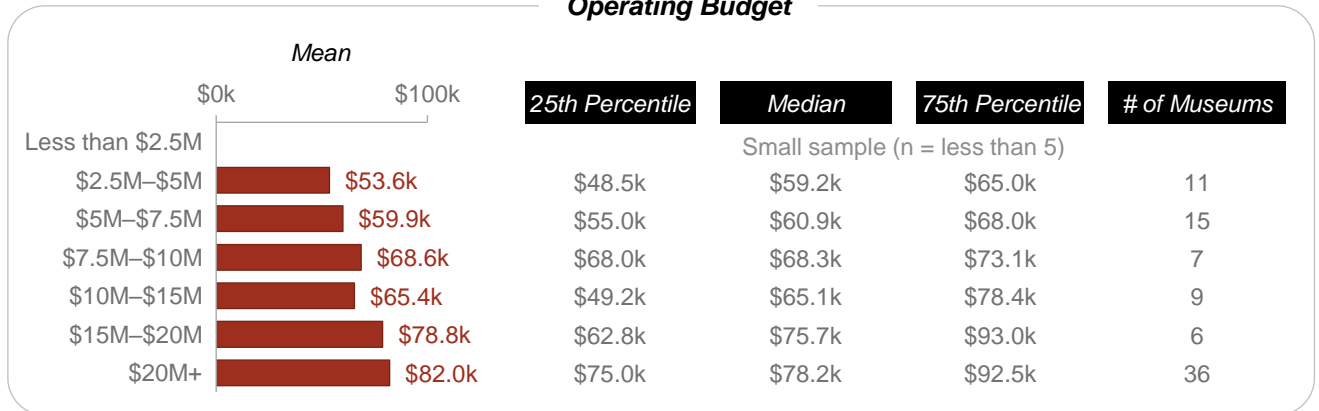 Operating Budget
Mean
$0k $100k 25th Percentile Median 75th Percentile # of Museums
Less than $2.5M Small sample (n = less than 5)
$2.5M–$5M $53.6k $48.5k $59.2k $65.0k 11
$5M–$7.5M $59.9k $55.0k $60.9k $68.0k 15
$7.5M–$10M $68.6k $68.0k $68.3k $73.1k 7
$10M–$15M $65.4k $49.2k $65.1k $78.4k 9
$15M–$20M $78.8k $62.8k $75.7k $93.0k 6
$20M+ $82.0k $75.0k $78.2k $92.5k 36